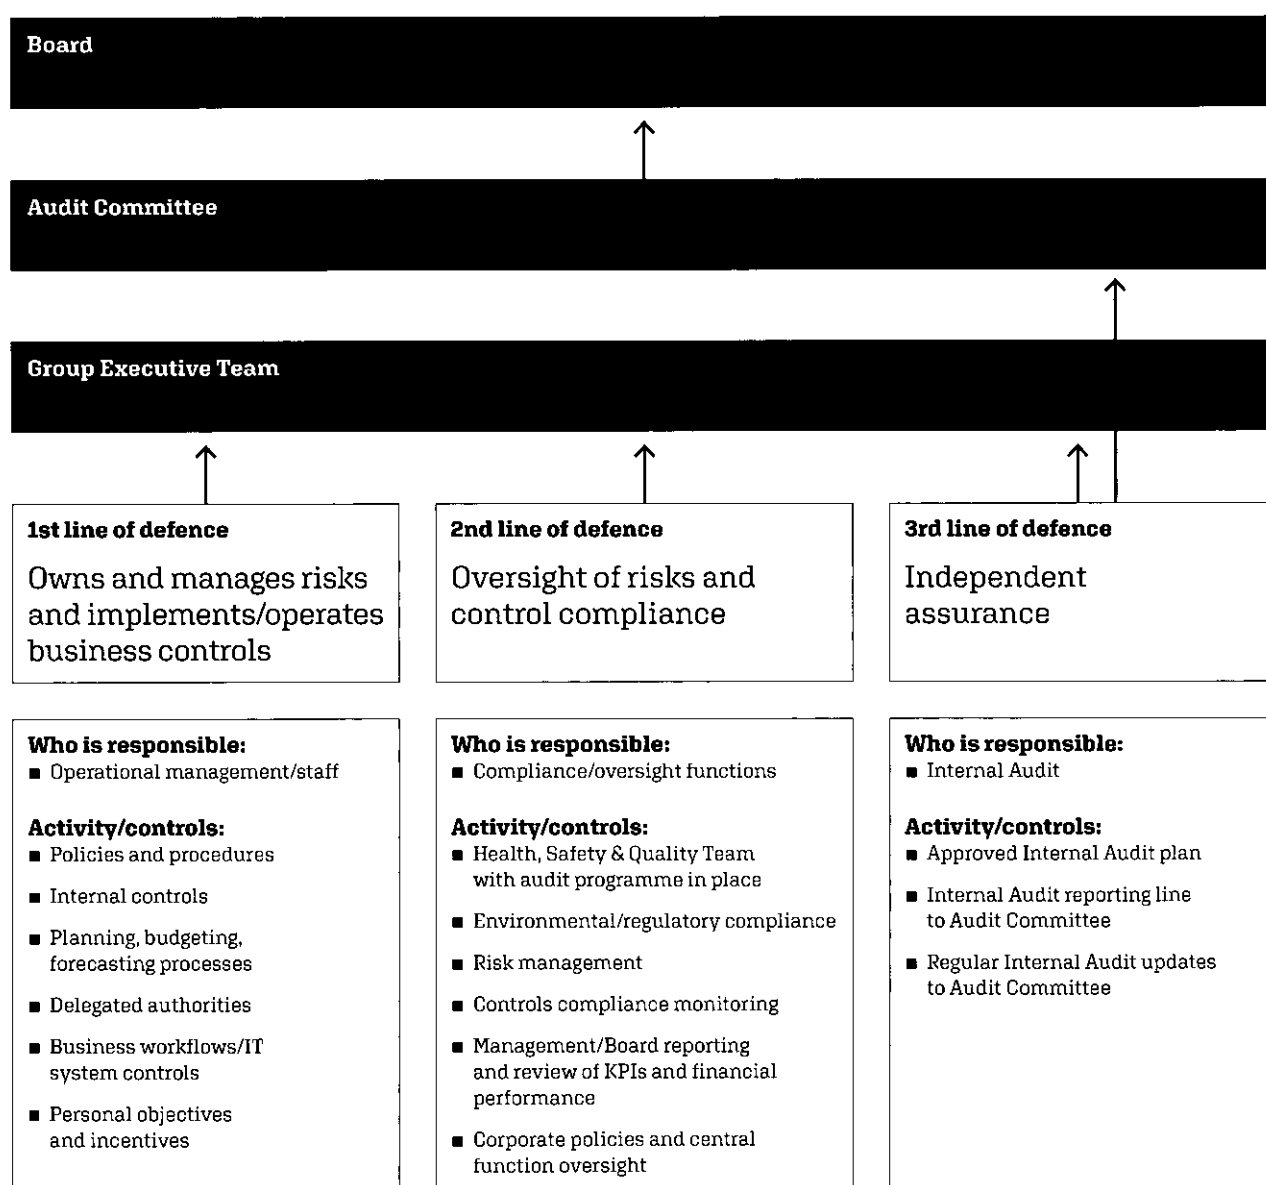 Board
Audit Committee
Group Executive Team
1st line of defence
Owns and manages risks
and implements/operates
business controls
2nd line of defence
Oversight of risks and
control compliance
3rd line of defence
Independent
assurance
Who is responsible:
■ Operational management/staff
Activity/controls:
■ Policies and procedures
■ Internal controls
■ Planning, budgeting,
forecasting processes
■ Delegated authorities
■ Business workflows/IT
system controls
■ Personal objectives
and incentives
Who is responsible:
■ Compliance/oversight functions
Activity/controls:
■ Health, Safety & Quality Team
with audit programme in place
■ Environmental/regulatory compliance
■ Risk management
■ Controls compliance monitoring
■ Management/Board reporting
and review of KPIs and financial
performance
■ Corporate policies and central
function oversight
Who is responsible:
■ Internal Audit
Activity/controls:
■ Approved Internal Audit plan
■ Internal Audit reporting line
to Audit Committee
■ Regular Internal Audit updates
to Audit Committee